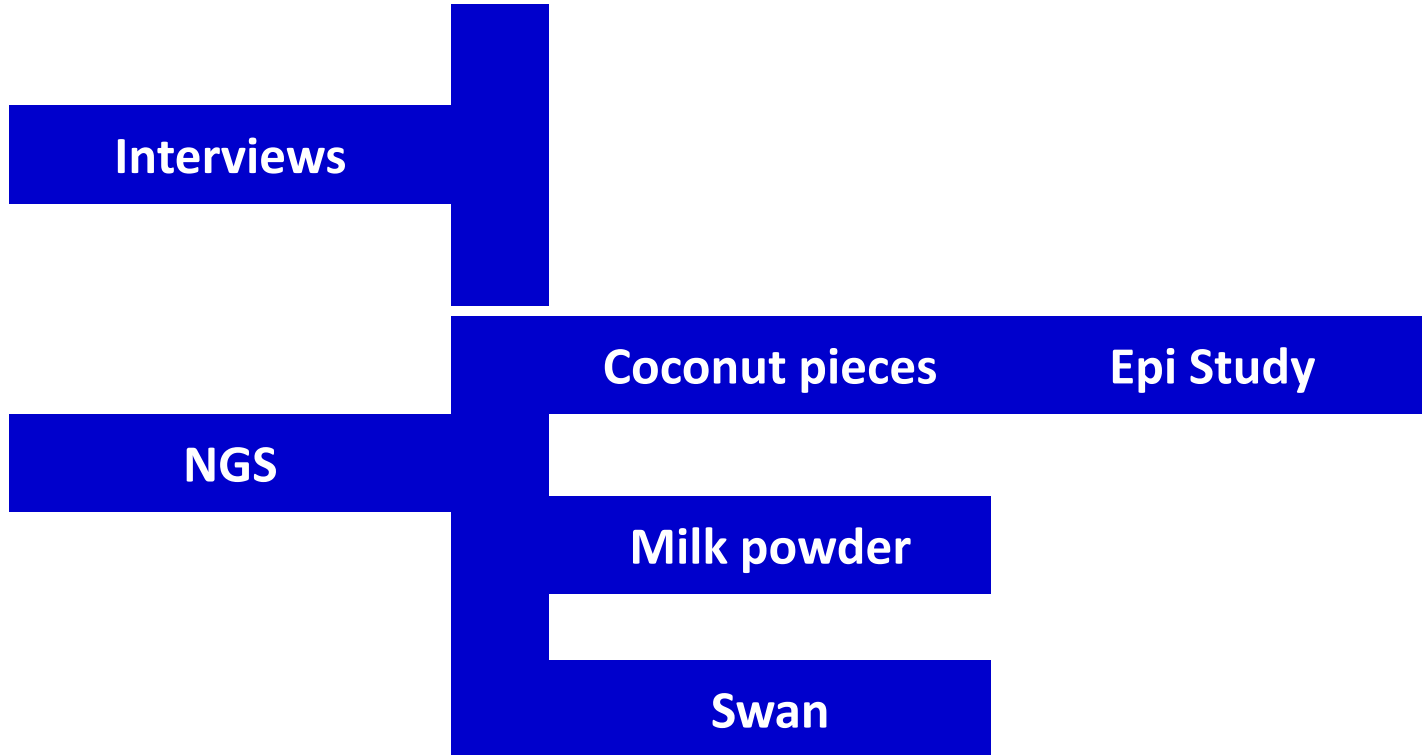 Interviews
Coconut pieces
Epi Study
NGS
Milk powder
Swan